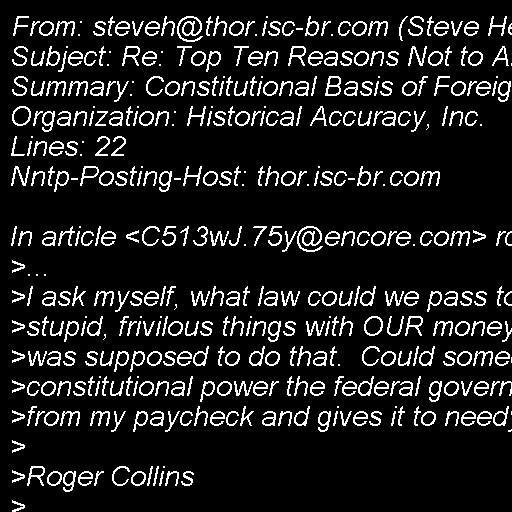 From: steveh@thor.isc-br.com (Steve He
Subject: Re: Top Ten Reasons Not to A
Summary: Constitutional Basis of Foreig
Organization: Historical Accuracy, Inc.
Lines: 22
Nntp-Posting-Host: thor.isc-br.com

In article <C513wJ.75y@encore.com> ro
>...
>I ask myself, what law could we pass to
>stupid, frivilous things with OUR money
>was supposed to do that.  Could some
>constitutional power the federal govern
>from my paycheck and gives it to needy
>
>Roger Collins
>